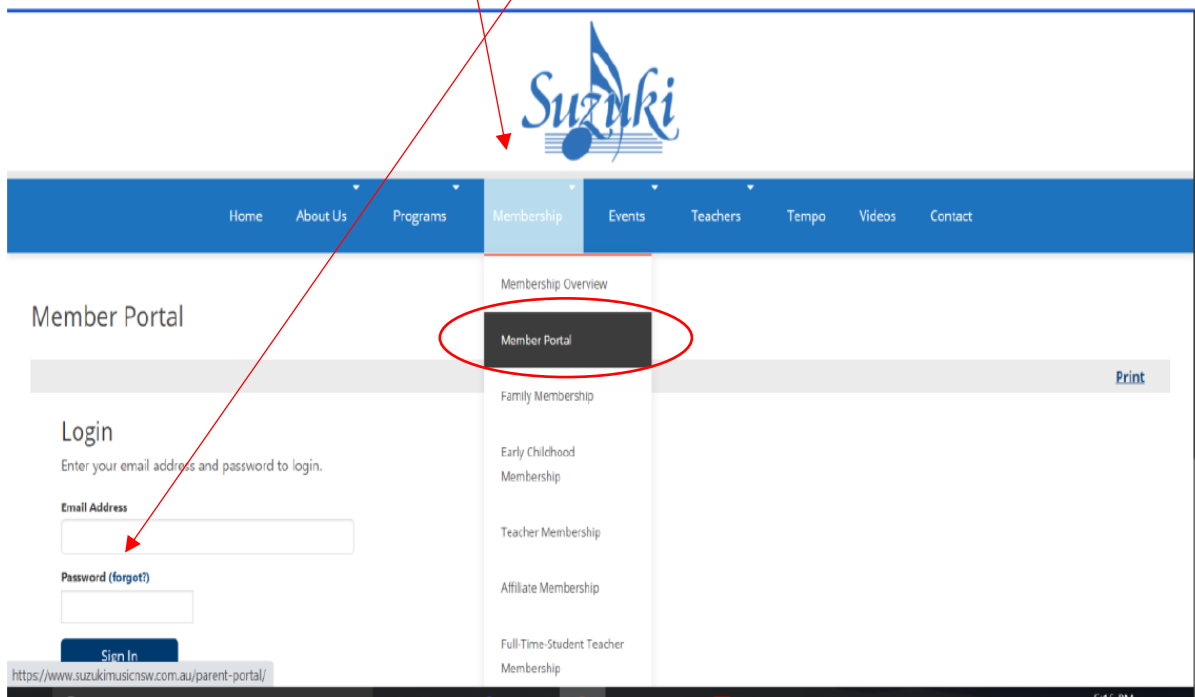 Suzuki
Home About Us Programs Membership Events Teachers Tempo Videos Contact
Membership Overview
Member Portal
Family Membership
Early Childhood
Membership
Teacher Membership
Affiliate Membership
Full-Time-Student Teacher
Membership
Member Portal
Print
Login
Enter your email address and password to login.
Email Address
Password (forgot?)
Sign In
https://www.suzukimusicnsw.com.au/parent-portal/